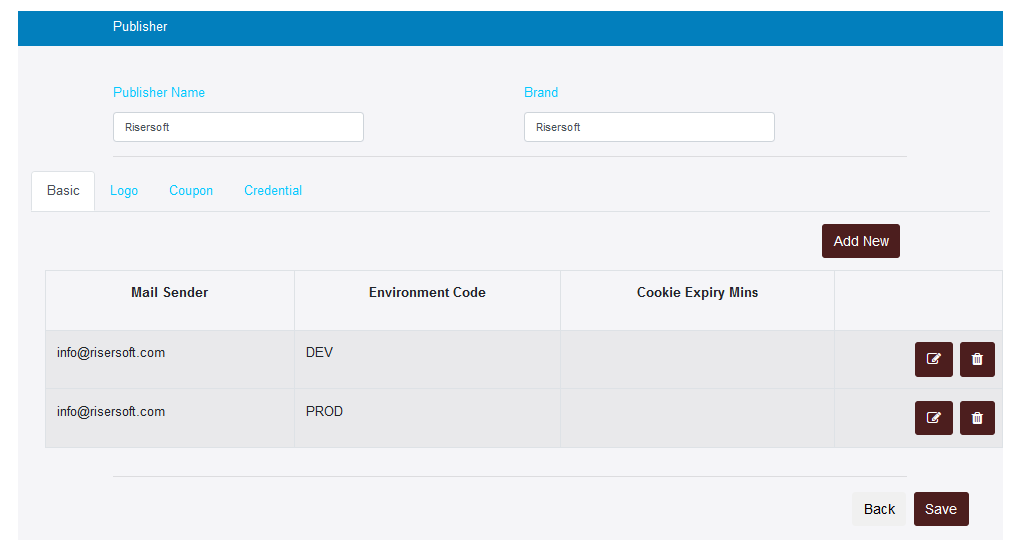 Publisher
Publisher Name Brand
Risersoft Risersoft
Basic Logo Coupon Credential
Add New
Mail Sender Environment Code Cookie Expiry Mins
info@risersoft.com DEV
info@risersoft.com PROD
Back Save